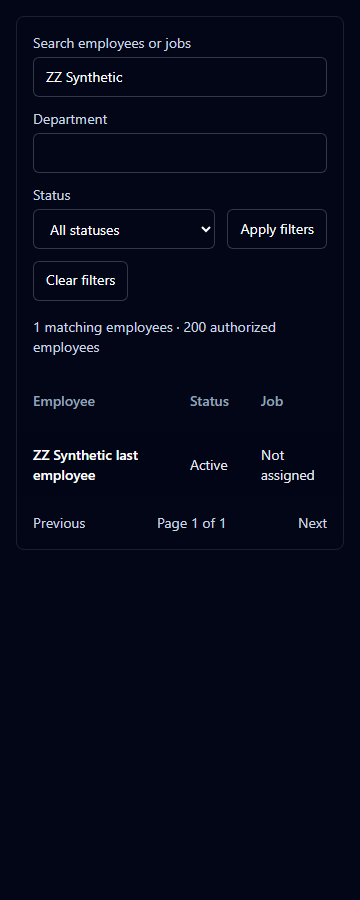 Search employees or jobs
ZZ Synthetic
Department
Status
All statuses
Apply filters
Clear filters
1 matching employees · 200 authorized
employees
Employee Status Job
ZZ Synthetic last
employee
Active
Not
assigned
Previous Page 1 of 1 Next